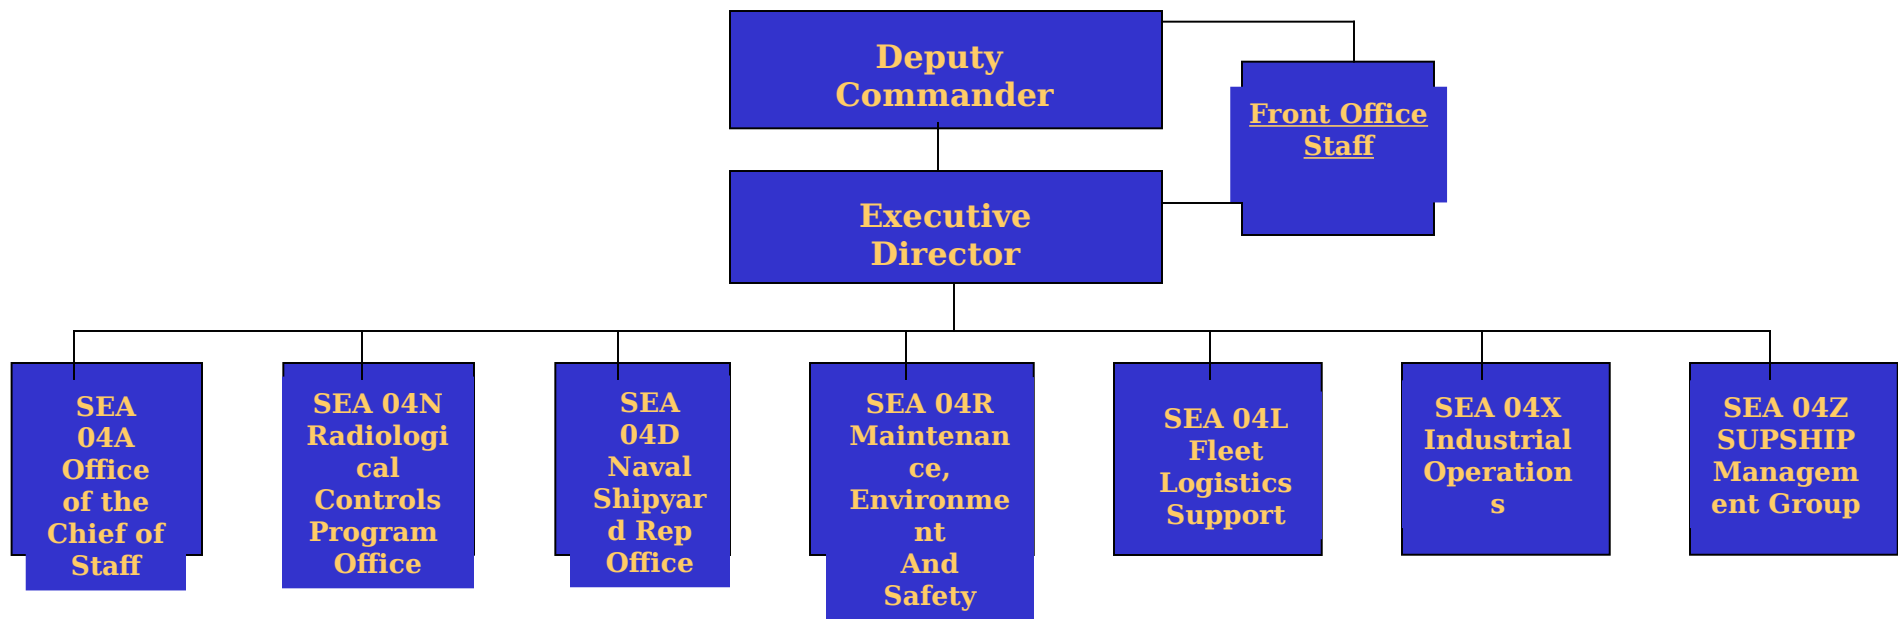 Deputy
Commander
Front Office
Staff
Executive
Director
SEA
04A
Office
of the
Chief of
Staff
SEA 04N
Radiologi
cal
Controls
Program
Office
SEA
04D
Naval
Shipyar
d Rep
Office
SEA 04R
Maintenan
ce,
Environme
nt
And
Safety
SEA 04L
Fleet
Logistics
Support
SEA 04X
Industrial
Operation
s
SEA 04Z
SUPSHIP
Managem
ent Group